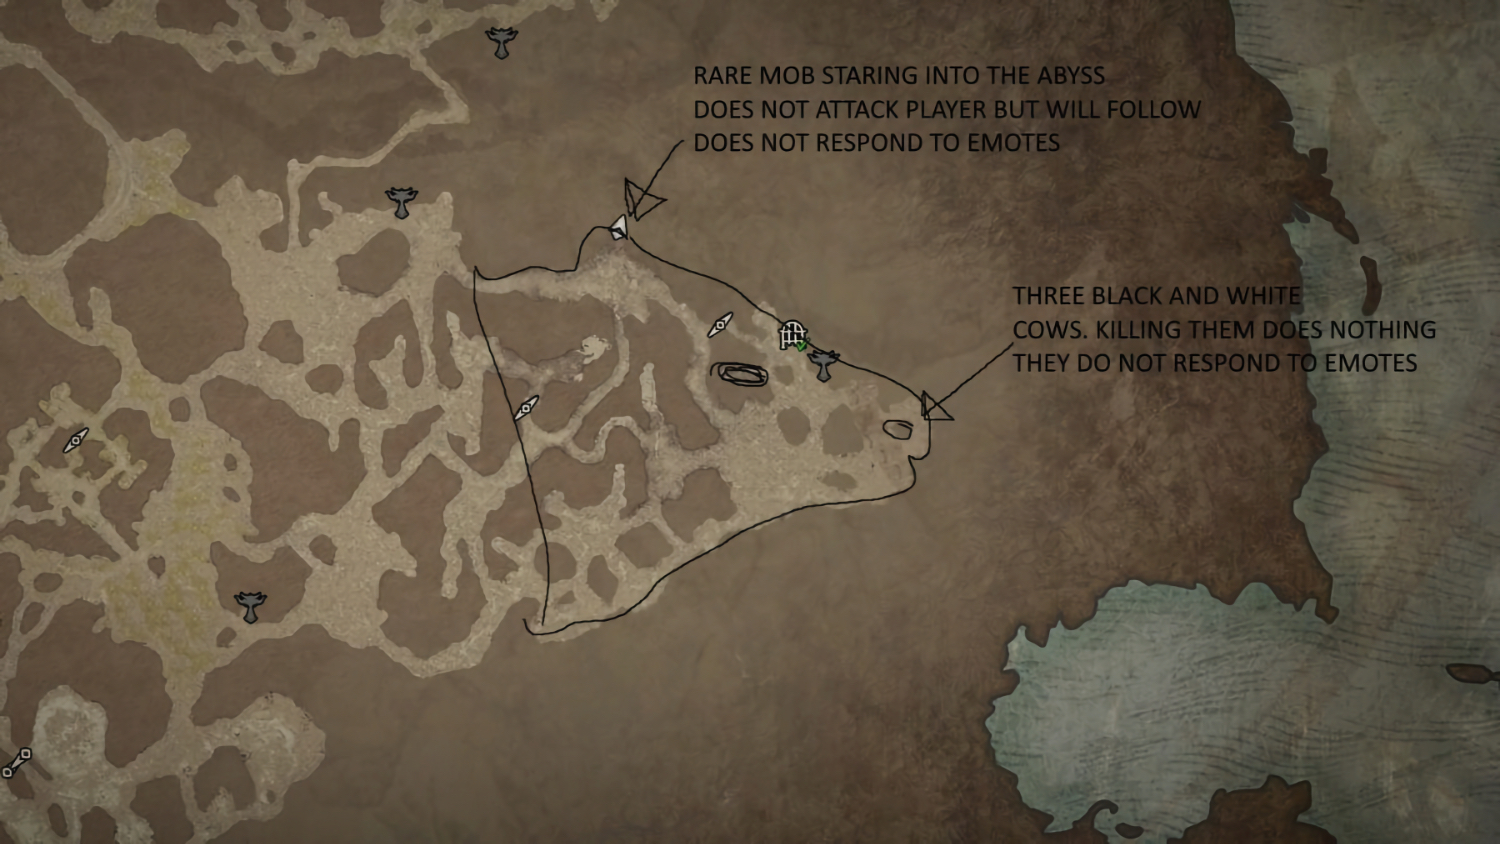 RARE MOB STARING INTO THE ABYSS
DOES NOT ATTACK PLAYER BUT WILL FOLLOW
DOES NOT RESPOND TO EMOTES
THREE BLACK AND WHITE
COWS. KILLING THEM DOES NOTHING
THEY DO NOT RESPOND TO EMOTES